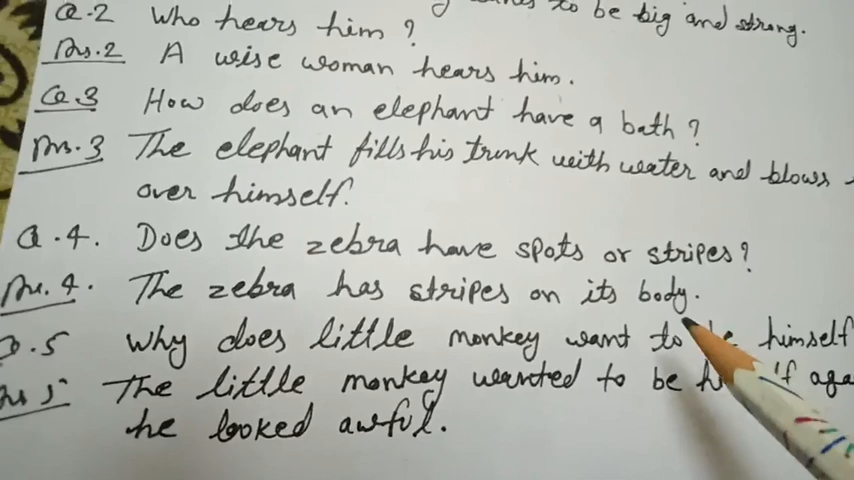 to be big and strong.
Q.2 Who hears him?
Ans.2 A wise woman hears him.
Q.3 How does an elephant have a bath?
Ans.3 The elephant fills his trunk with water and blows
over himself.
Q.4. Does the zebra have spots or stripes?
An.4. The zebra has stripes on its body.
.5 Why does little monkey want to himself
ns 5 The little monkey wanted to be
he looked awful.